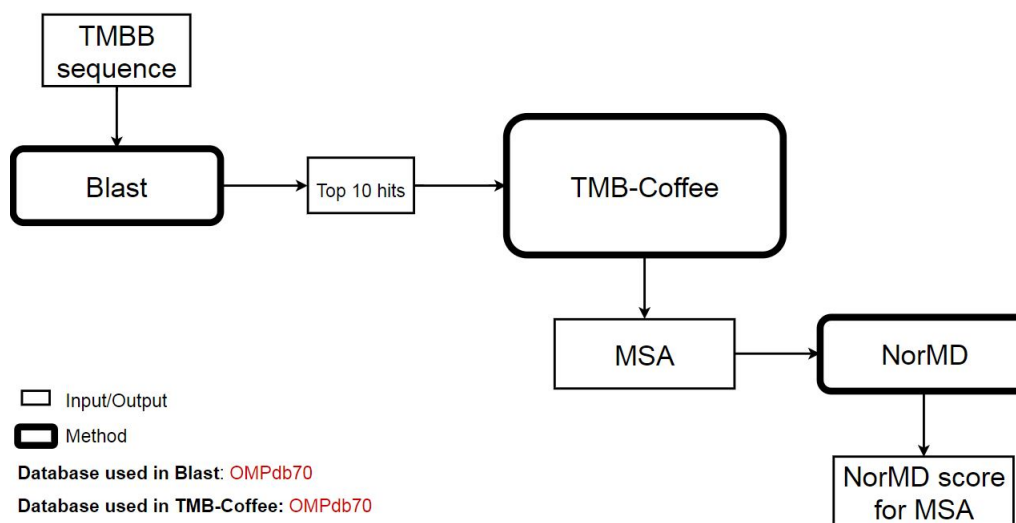 TMBB
sequence
Blast
Top 10 hits
TMB-Coffee
MSA
NorMD
Input/Output
Method
Database used in Blast: OMPdb70
Database used in TMB-Coffee: OMPdb70
NorMD score
for MSA